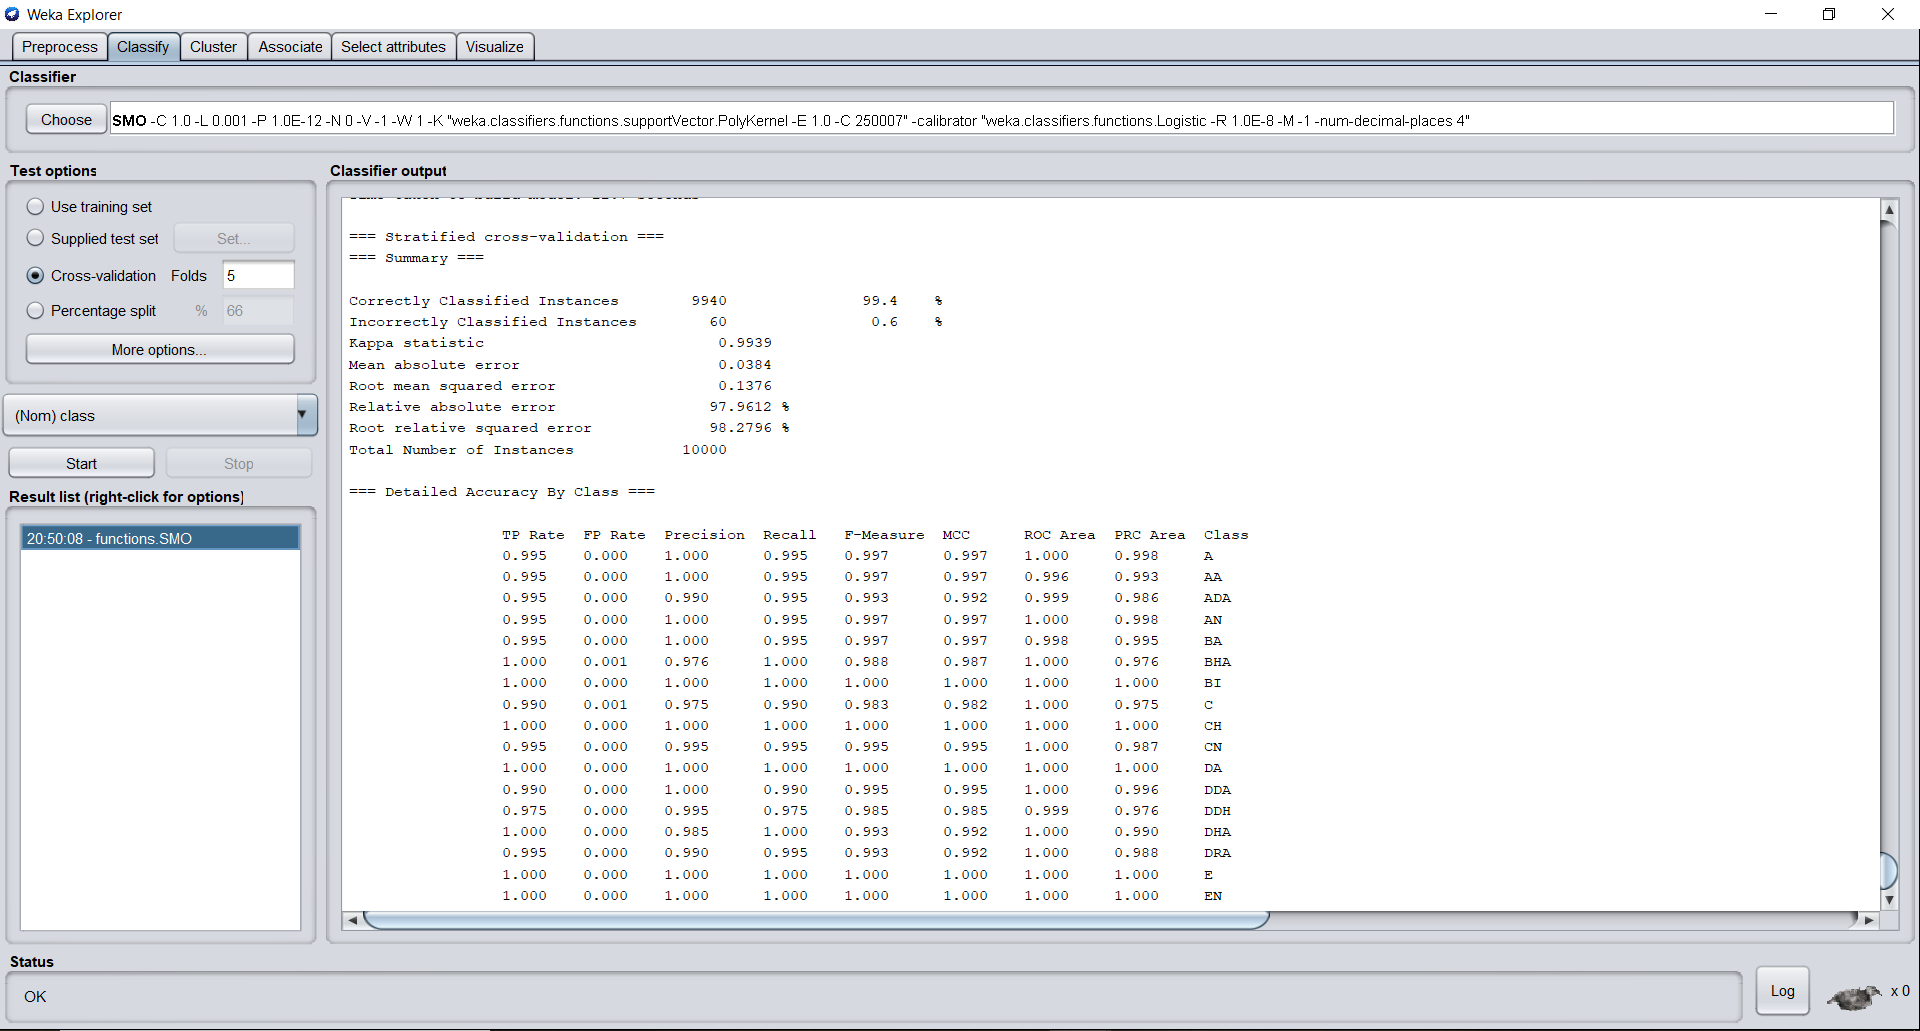 Weka Explorer
Preprocess Classify Cluster Associate Select attributes Visualize
Classifier
Choose SMO -C 1.0 -L 0.001 -P 1.0E-12 -N 0 -V -1 -W 1 -K "weka.classifiers.functions.supportVector.PolyKernel -E 1.0 -C 250007" -calibrator "weka.classifiers.functions.Logistic -R 1.0E-8 -M -1 -num-decimal-places 4"
Test options
Use training set
Supplied test set Set...
Cross-validation Folds 5
Percentage split % 66
More options...
(Nom) class
Start Stop
Result list (right-click for options)
20:50:08 - functions.SMO
Classifier output
=== Stratified cross-validation ===
=== Summary ===
Correctly Classified Instances 9940 99.4 %
Incorrectly Classified Instances 60 0.6 %
Kappa statistic 0.9939
Mean absolute error 0.0384
Root mean squared error 0.1376
Relative absolute error 97.9612 %
Root relative squared error 98.2796 %
Total Number of Instances 10000
=== Detailed Accuracy By Class ===
TP Rate FP Rate Precision Recall F-Measure MCC ROC Area PRC Area Class
0.995 0.000 1.000 0.995 0.997 0.997 1.000 0.998 A
0.995 0.000 1.000 0.995 0.997 0.997 0.996 0.993 AA
0.995 0.000 0.990 0.995 0.993 0.992 0.999 0.986 ADA
0.995 0.000 1.000 0.995 0.997 0.997 1.000 0.998 AN
0.995 0.000 1.000 0.995 0.997 0.997 0.998 0.995 BA
1.000 0.001 0.976 1.000 0.988 0.987 1.000 0.976 BHA
1.000 0.000 1.000 1.000 1.000 1.000 1.000 1.000 BI
0.990 0.001 0.975 0.990 0.983 0.982 1.000 0.975 C
1.000 0.000 1.000 1.000 1.000 1.000 1.000 1.000 CH
0.995 0.000 0.995 0.995 0.995 0.995 1.000 0.987 CN
1.000 0.000 1.000 1.000 1.000 1.000 1.000 1.000 DA
0.990 0.000 1.000 0.990 0.995 0.995 1.000 0.996 DDA
0.975 0.000 0.995 0.975 0.985 0.985 0.999 0.976 DDH
1.000 0.000 0.985 1.000 0.993 0.992 1.000 0.990 DHA
0.995 0.000 0.990 0.995 0.993 0.992 1.000 0.988 DRA
1.000 0.000 1.000 1.000 1.000 1.000 1.000 1.000 E
1.000 0.000 1.000 1.000 1.000 1.000 1.000 1.000 EN
Status
OK
Log x 0